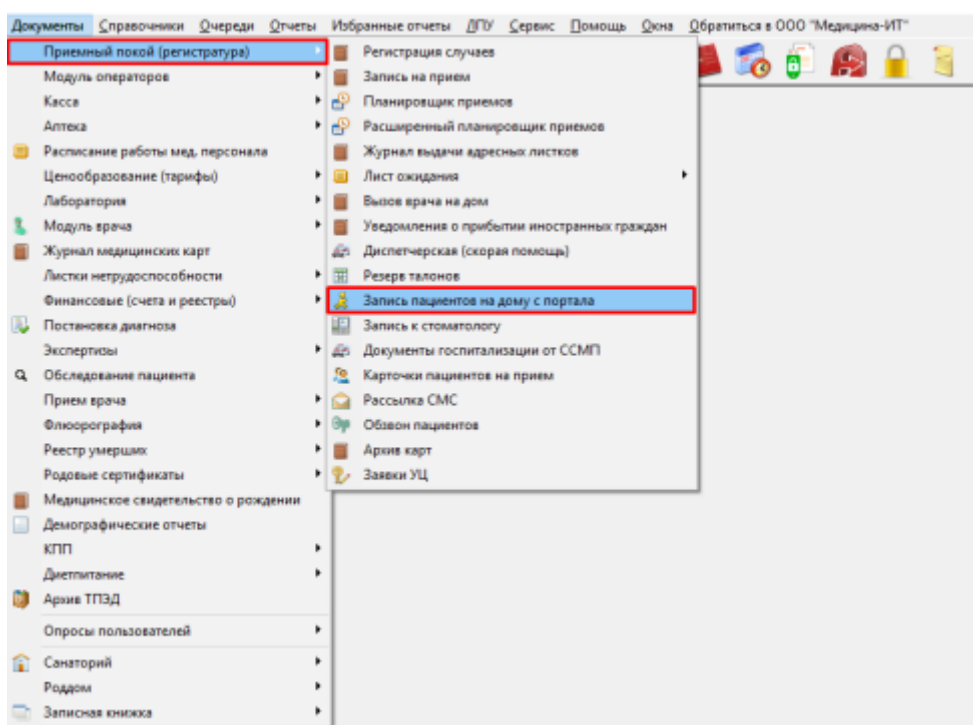 Документы Справочники Очереди Отчеты Избранные отчеты ЛПУ Сервис Помощь Окна Обратиться в ООО "Медицина-ИТ"
Приемный покой (регистратура)
Модуль операторов
Касса
Аптека
Расписание работы мед. персонала
Ценообразование (тарифы)
Лаборатория
Модуль врача
Журнал медицинских карт
Листки нетрудоспособности
Финансовые (счета и реестры)
Постановка диагноза
Экспертизы
Обследование пациента
Прием врача
Флюорография
Реестр умерших
Родовые сертификаты
Медицинское свидетельство о рождении
Демографические отчеты
КПП
Диетпитание
Архив ТПЭД
Опросы пользователей
Санаторий
Роддом
Записная книжка
Регистрация случаев
Запись на прием
Планировщик приемов
Расширенный планировщик приемов
Журнал выдачи адресных листков
Лист ожидания
Вызов врача на дом
Уведомления о прибытии иностранных граждан
Диспетчерская (скорая помощь)
Резерв талонов
Запись пациентов на дому с портала
Запись к стоматологу
Документы госпитализации от ССМП
Карточки пациентов на прием
Рассылка СМС
Обзвон пациентов
Архив карт
Заявки УЦ